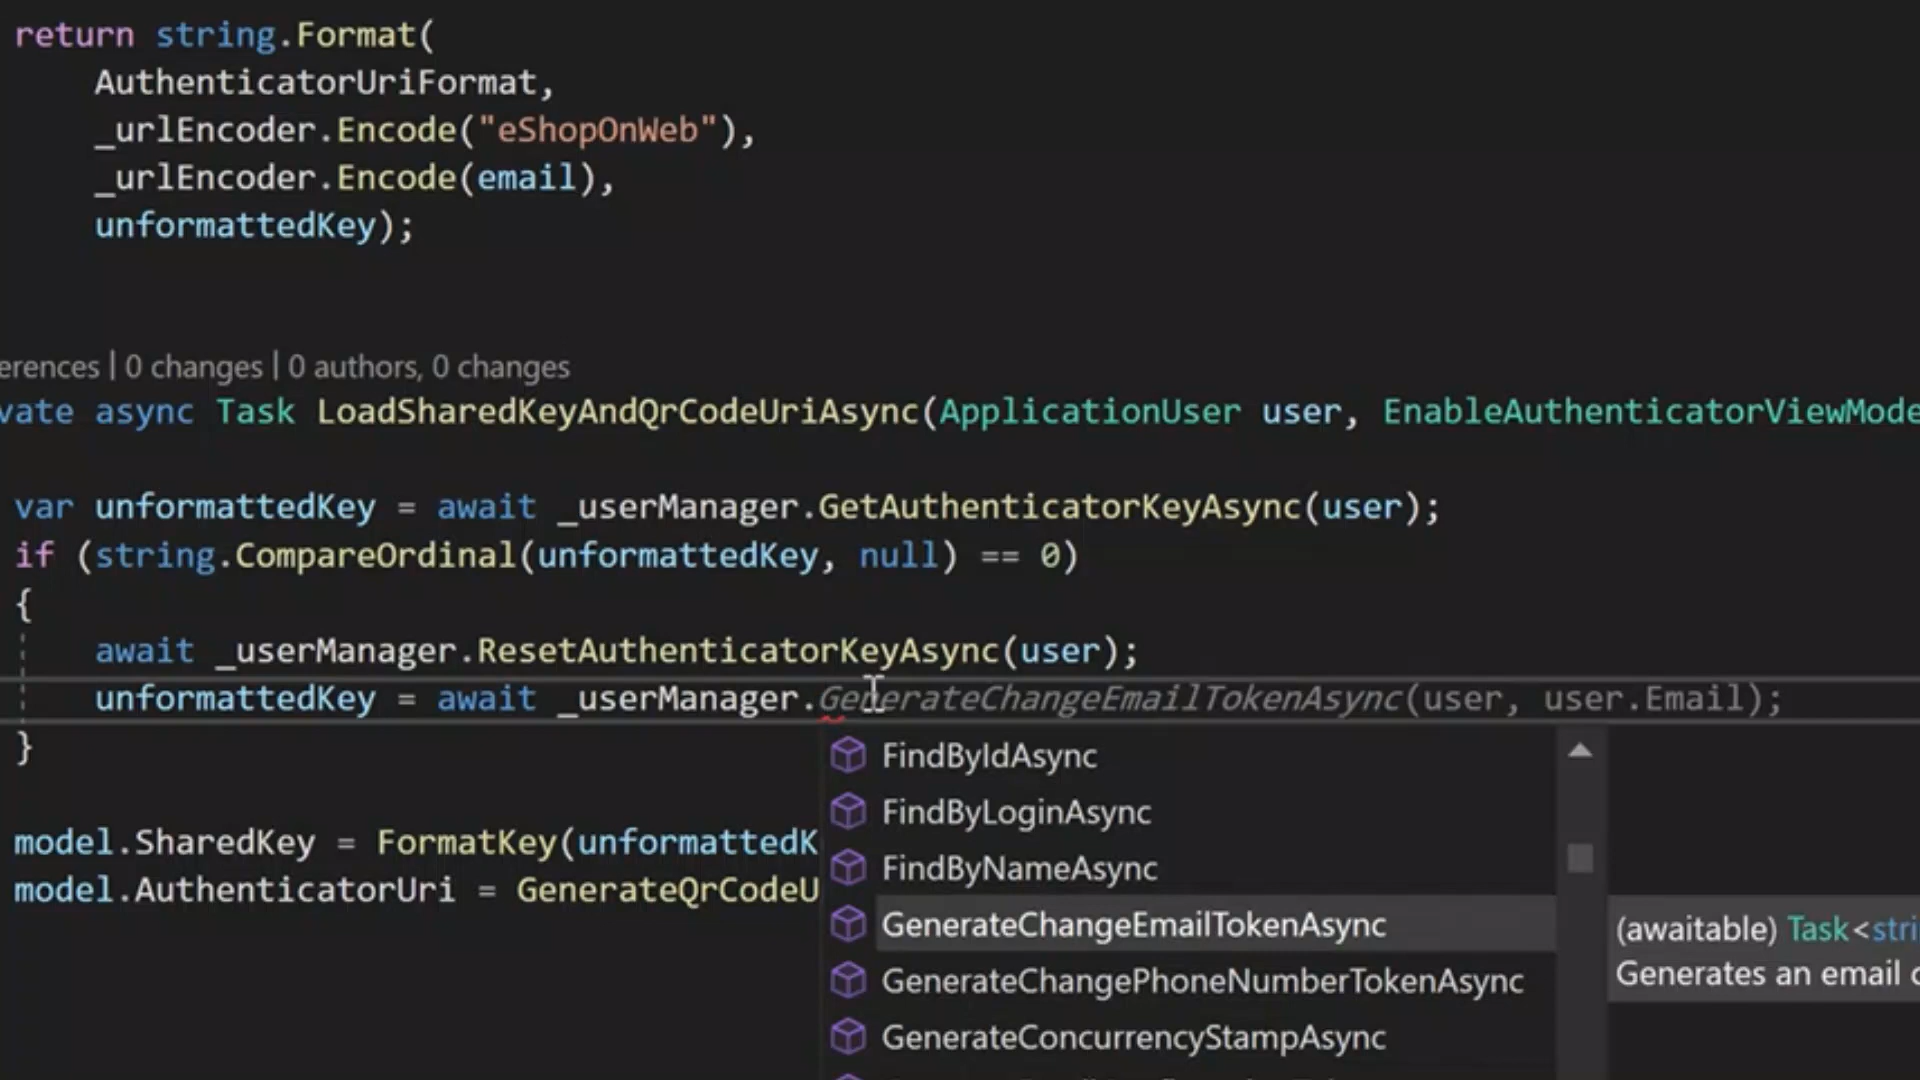 return string.Format(
AuthenticatorUriFormat,
_urlEncoder.Encode("eShopOnWeb"),
_urlEncoder.Encode(email),
unformattedKey);
erences | 0 changes | 0 authors, 0 changes
vate async Task LoadSharedKeyAndQrCodeUriAsync(ApplicationUser user, EnableAuthenticatorViewMode
var unformattedKey = await _userManager.GetAuthenticatorKeyAsync(user);
if (string.CompareOrdinal(unformattedKey, null) == 0)
{
await _userManager.ResetAuthenticatorKeyAsync(user);
unformattedKey = await _userManager.GenerateChangeEmailTokenAsync(user, user.Email);
}
FindByIdAsync
FindByLoginAsync
model.SharedKey = FormatKey(unformattedK
FindByNameAsync
model.AuthenticatorUri = GenerateQrCodeU
GenerateChangeEmailTokenAsync
(awaitable) Task<stri
Generates an email c
GenerateChangePhoneNumberTokenAsync
GenerateConcurrencyStampAsync